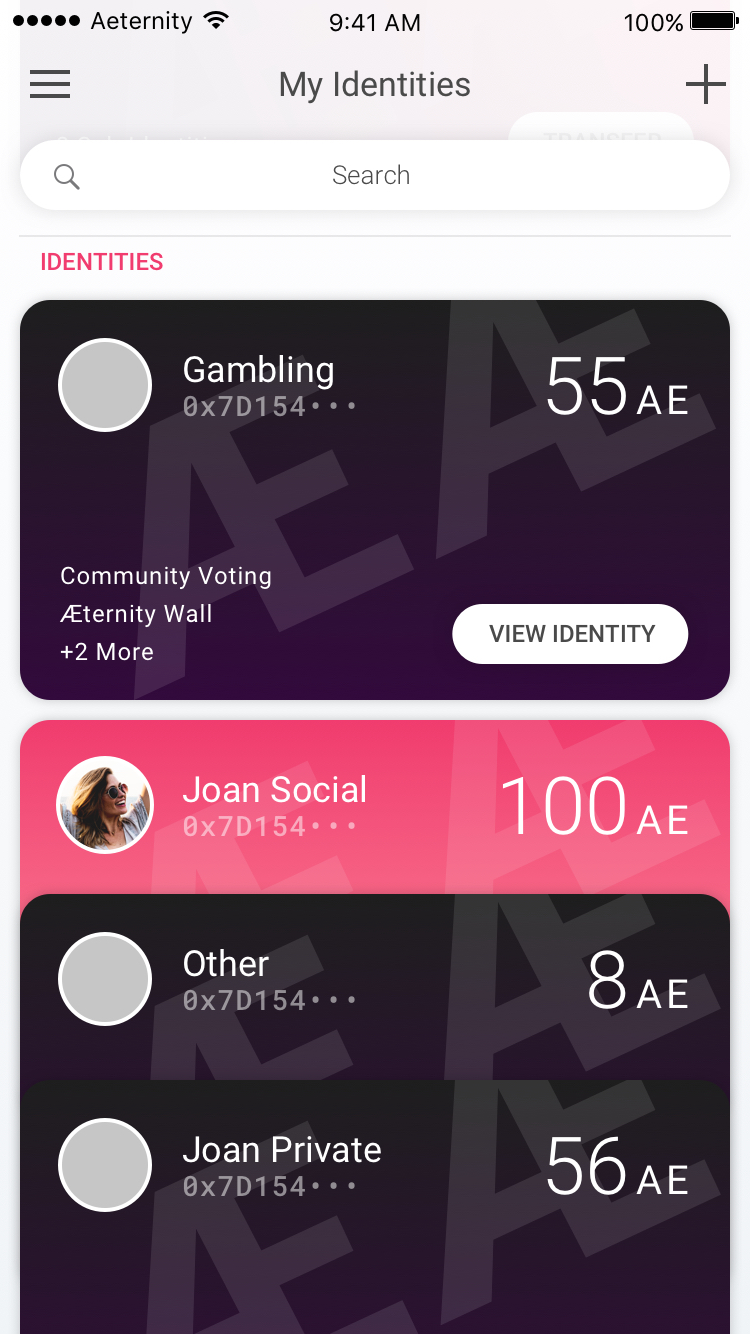 Aeternity 9:41 AM 100%
My Identities
TRANSFER
Search
IDENTITIES
Gambling 55 AE
0x7D154•••
Community Voting
Æternity Wall
+2 More
VIEW IDENTITY
Joan Social 100 AE
0x7D154•••
Other 8 AE
0x7D154•••
Joan Private 56 AE
0x7D154•••